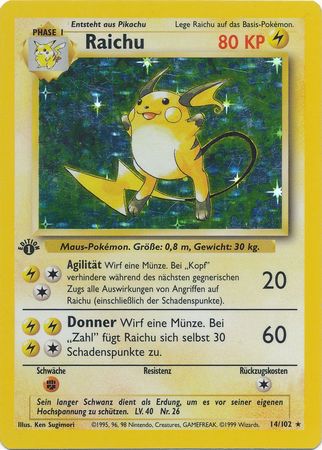 PHASE 1
Entsteht aus Pikachu
Lege Raichu auf das Basis-Pokémon.
Raichu
80 KP
EDITION
1
Maus-Pokémon. Größe: 0,8 m, Gewicht: 30 kg.
Agilität Wirf eine Münze. Bei „Kopf"
verhindere während des nächsten gegnerischen
Zugs alle Auswirkungen von Angriffen auf
Raichu (einschließlich der Schadenspunkte).
20
Donner Wirf eine Münze. Bei
„Zahl" fügt Raichu sich selbst 30
Schadenspunkte zu.
60
Schwäche
Resistenz
Rückzugskosten
Sein langer Schwanz dient als Erdung, um es vor seiner eigenen
Hochspannung zu schützen. LV. 40 Nr. 26
Illus. Ken Sugimori
©1995, 96, 98 Nintendo, Creatures, GAMEFREAK. ©1999 Wizards.
14/102 ★